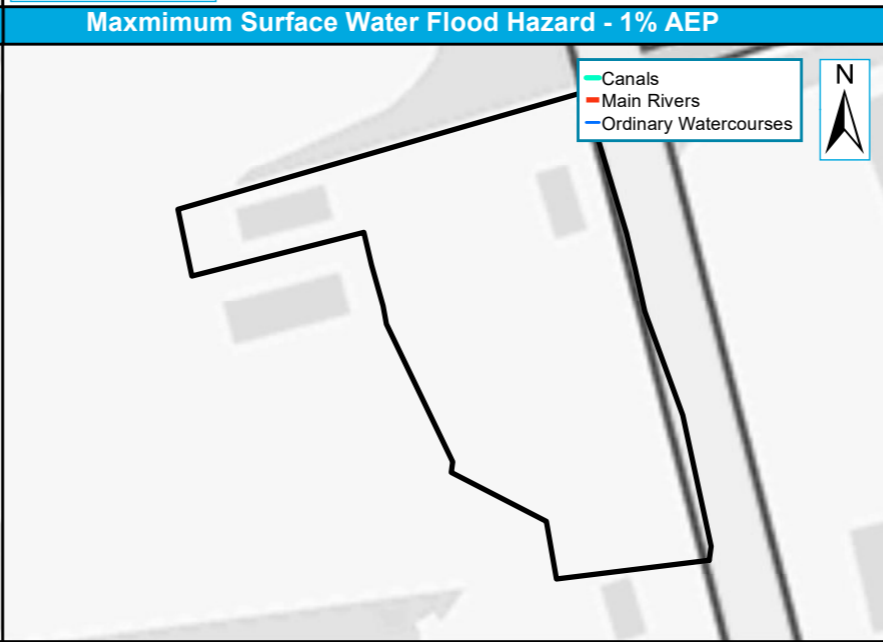 Maxmimum Surface Water Flood Hazard - 1% AEP
Canals
Main Rivers
Ordinary Watercourses
N